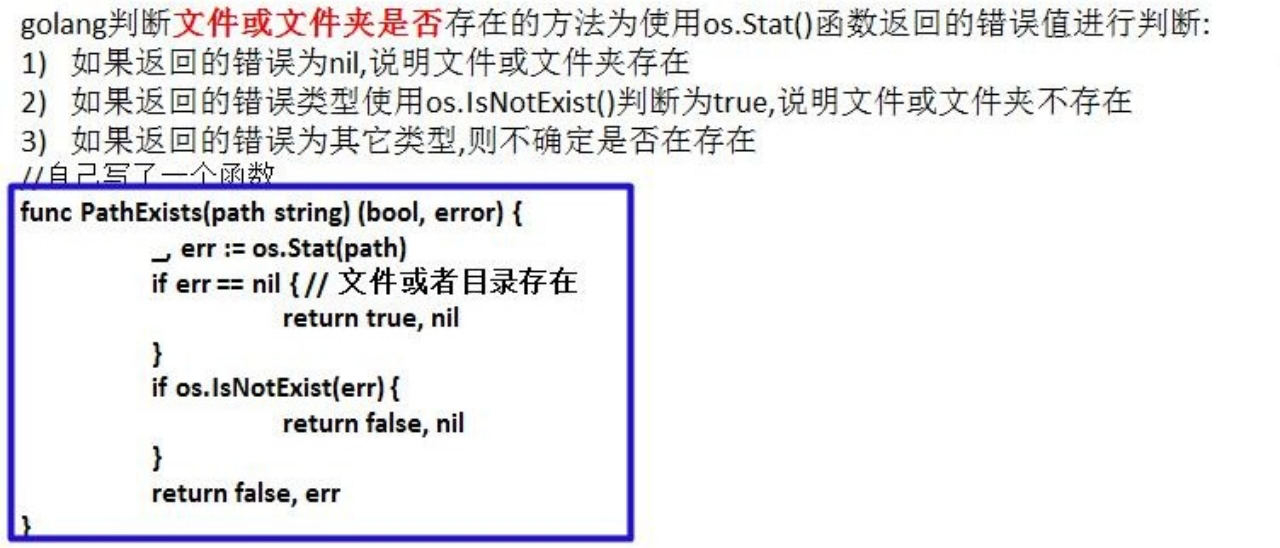 golang判断文件或文件夹是否存在的方法为使用os.Stat()函数返回的错误值进行判断:
1) 如果返回的错误为nil,说明文件或文件夹存在
2) 如果返回的错误类型使用os.IsNotExist()判断为true,说明文件或文件夹不存在
3) 如果返回的错误为其它类型,则不确定是否在存在
//自己写了一个函数
func PathExists(path string) (bool, error) {
_, err := os.Stat(path)
if err == nil { // 文件或者目录存在
return true, nil
}
if os.IsNotExist(err) {
return false, nil
}
return false, err
}